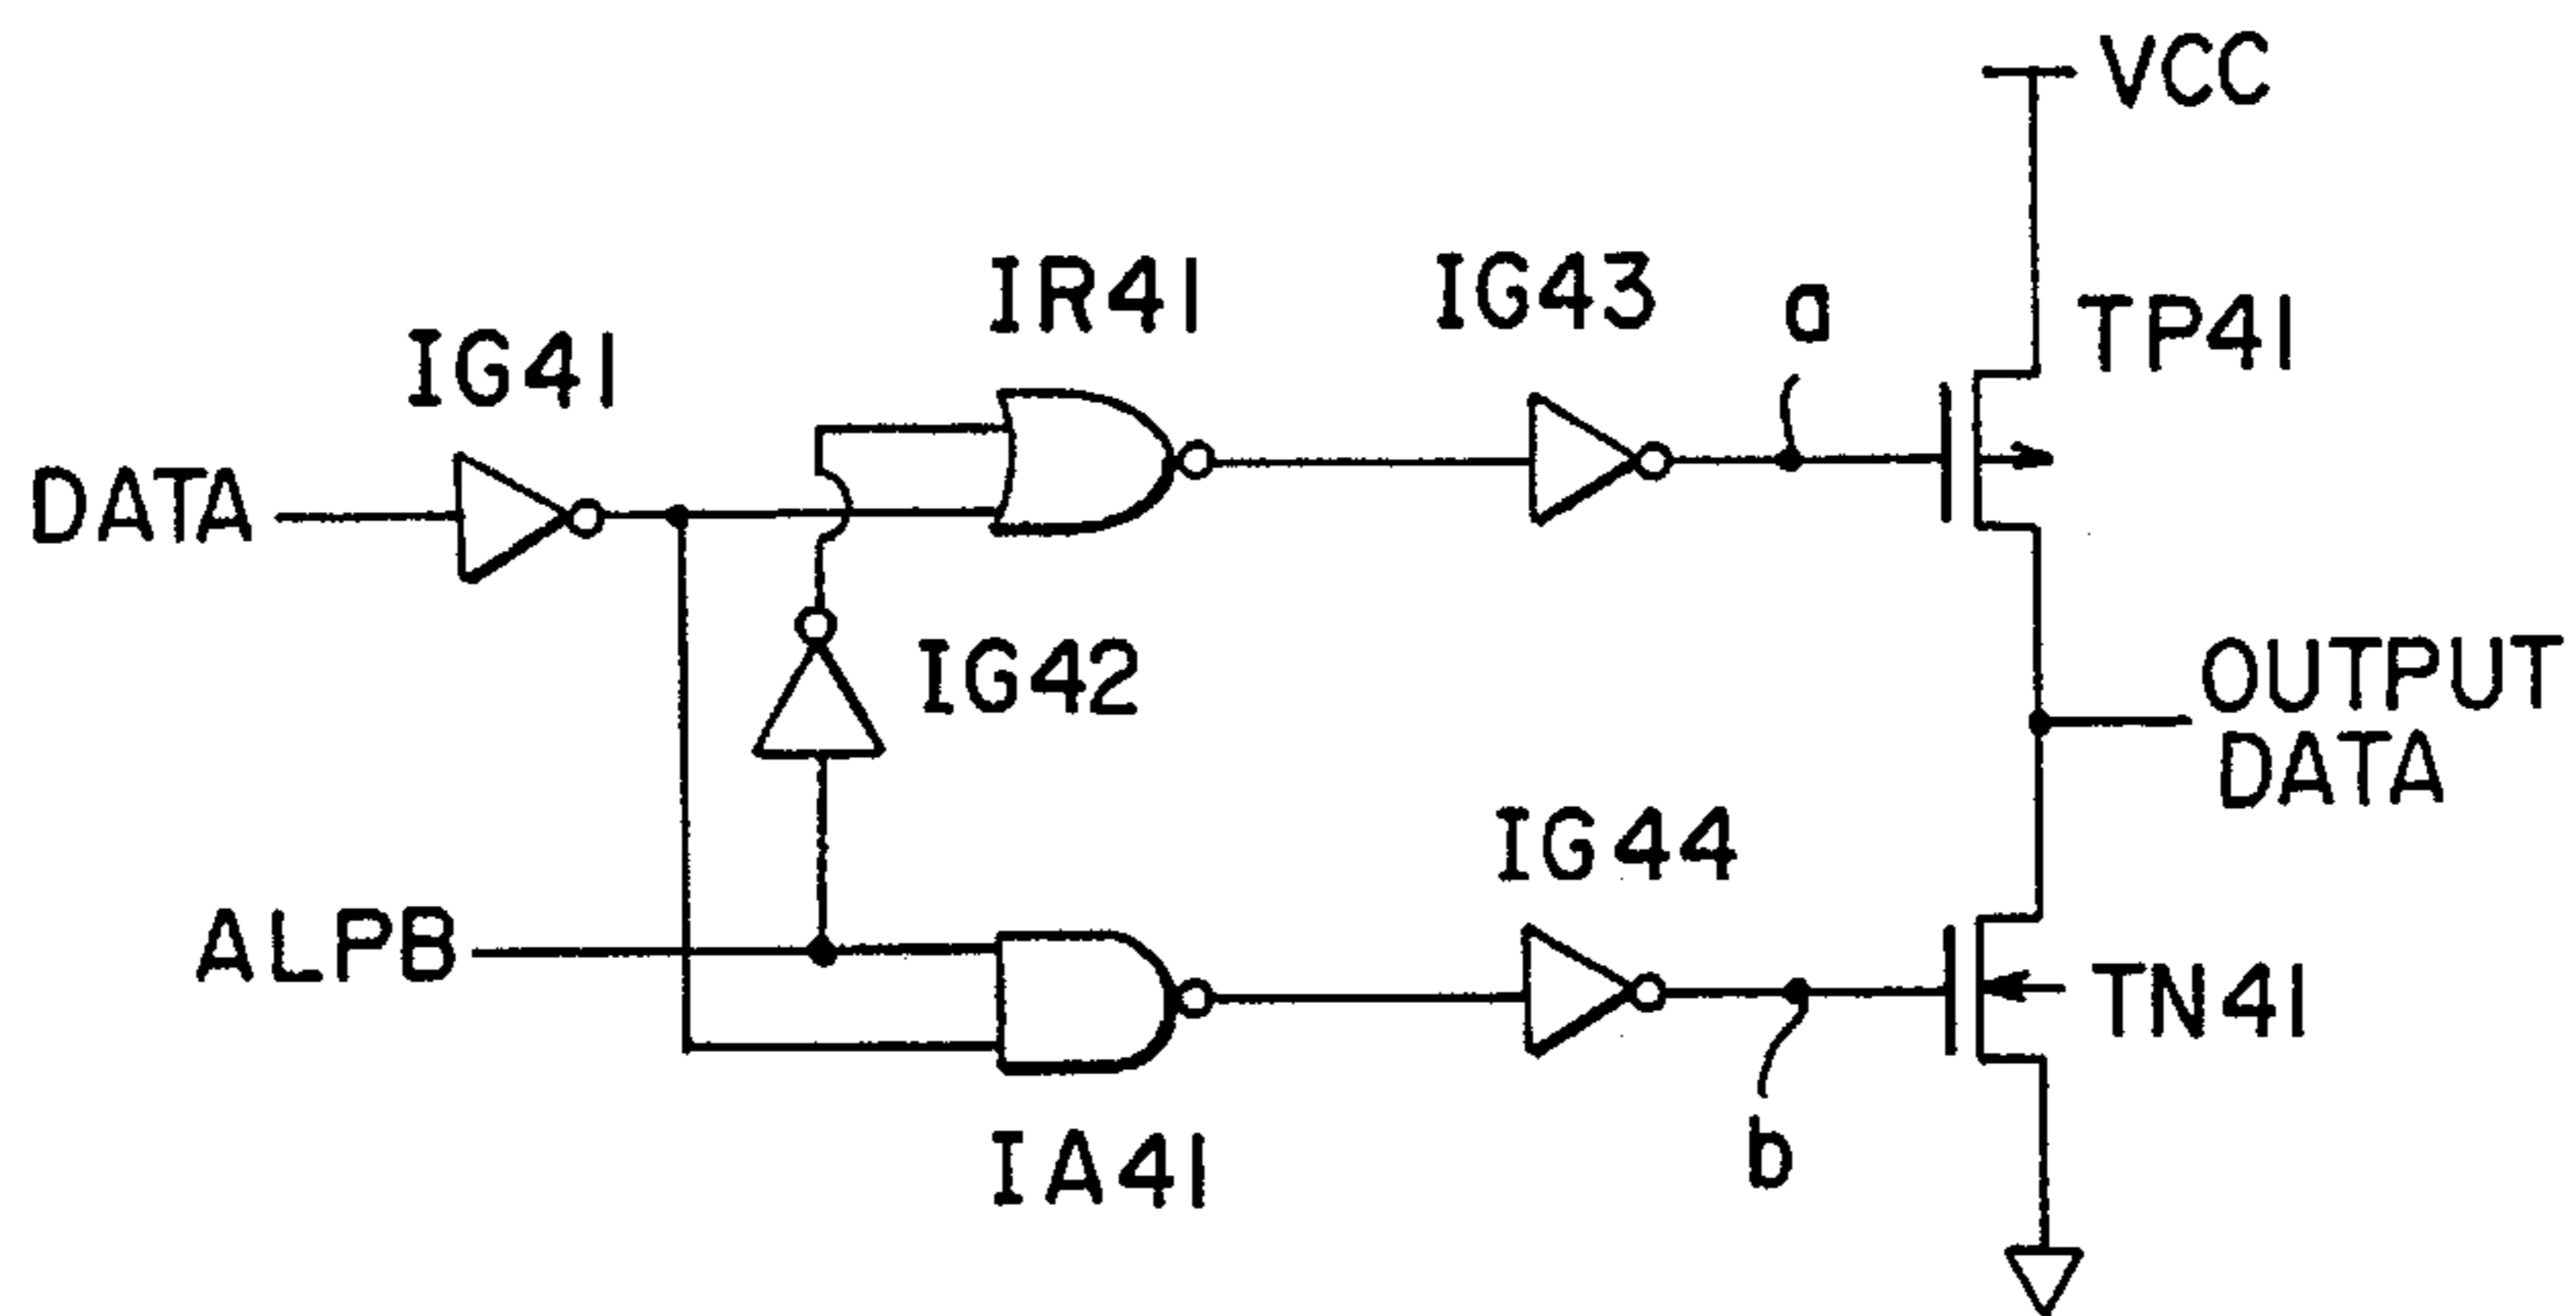 VCC
IR41
IG43
a
TP41
IG41
DATA
IG42
OUTPUT
DATA
IG44
ALPB
TN41
IA41
b